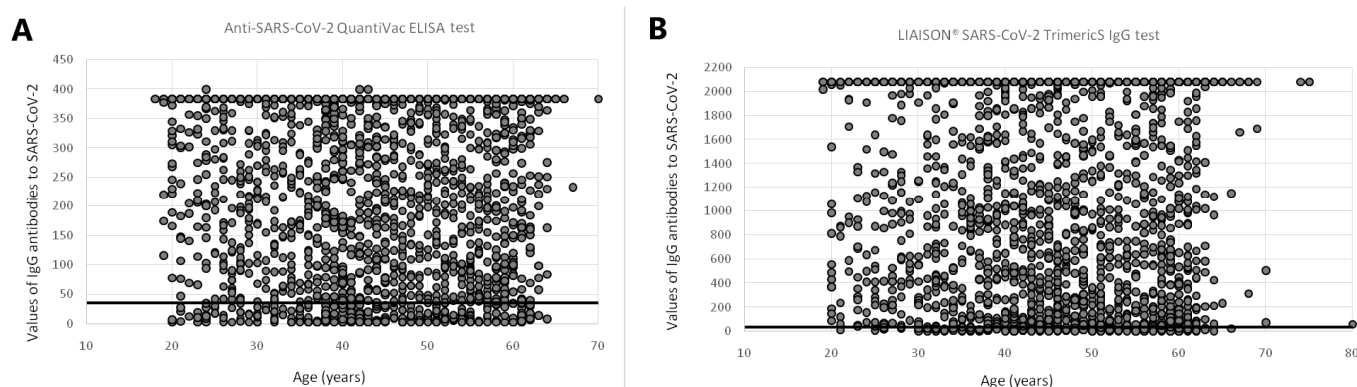 A
Anti-SARS-CoV-2 QuantiVac ELISA test
Values of IgG antibodies to SARS-CoV-2
450
400
350
300
250
200
150
100
50
0
10 20 30 40 50 60 70
Age (years)
B
LIAISON® SARS-CoV-2 TrimericS IgG test
Values of IgG antibodies to SARS-CoV-2
2200
2000
1800
1600
1400
1200
1000
800
600
400
200
0
10 20 30 40 50 60 70 80
Age (years)